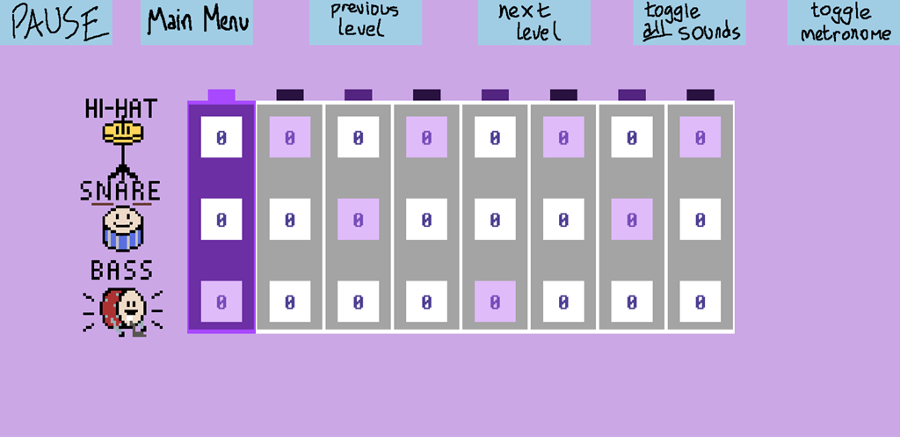 PAUSE
Main Menu
previous
level
next
level
toggle
all sounds
toggle
metronome
HI-HAT
0 0 0 0 0 0 0 0
SNARE
0 0 0 0 0 0 0 0
BASS
0 0 0 0 0 0 0 0